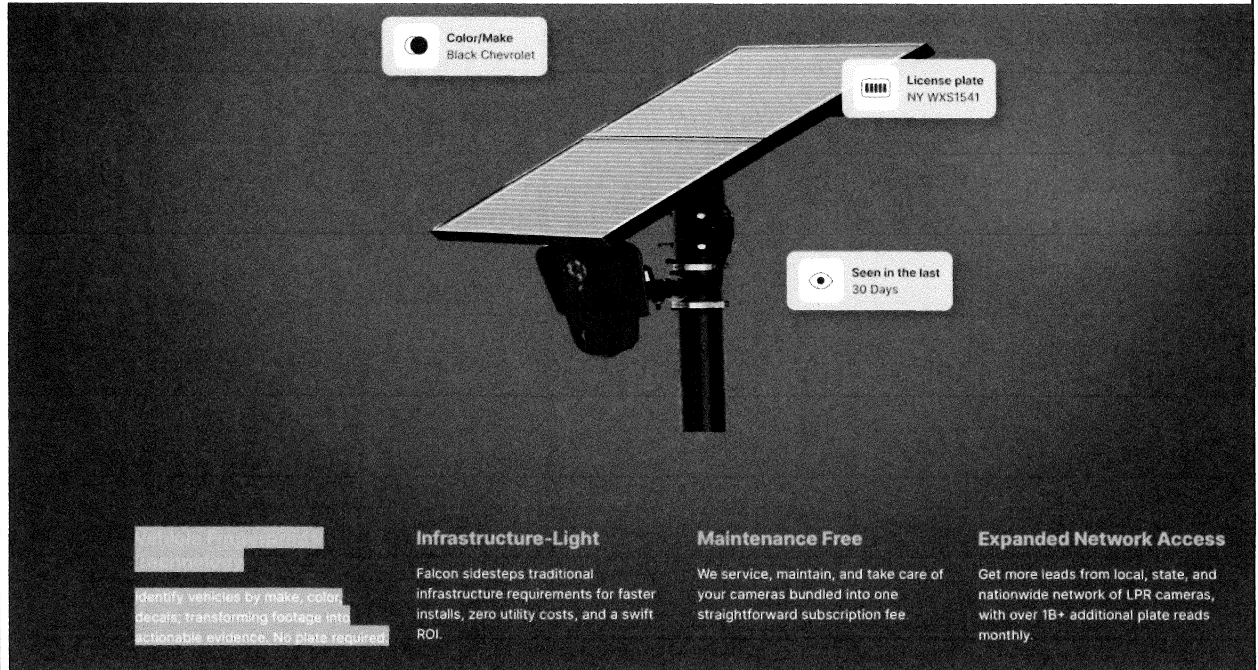 Color/Make
Black Chevrolet
License plate
NY WXS1541
Seen in the last
30 Days
identify vehicles by make, color,
decals; transforming footage into
actionable evidence. No plate required.
Infrastructure-Light
Falcon sidesteps traditional
infrastructure requirements for faster
installs, zero utility costs, and a swift
ROI.
Maintenance Free
We service, maintain, and take care of
your cameras bundled into one
straightforward subscription fee.
Expanded Network Access
Get more leads from local, state, and
nationwide network of LPR cameras,
with over 1B+ additional plate reads
monthly.